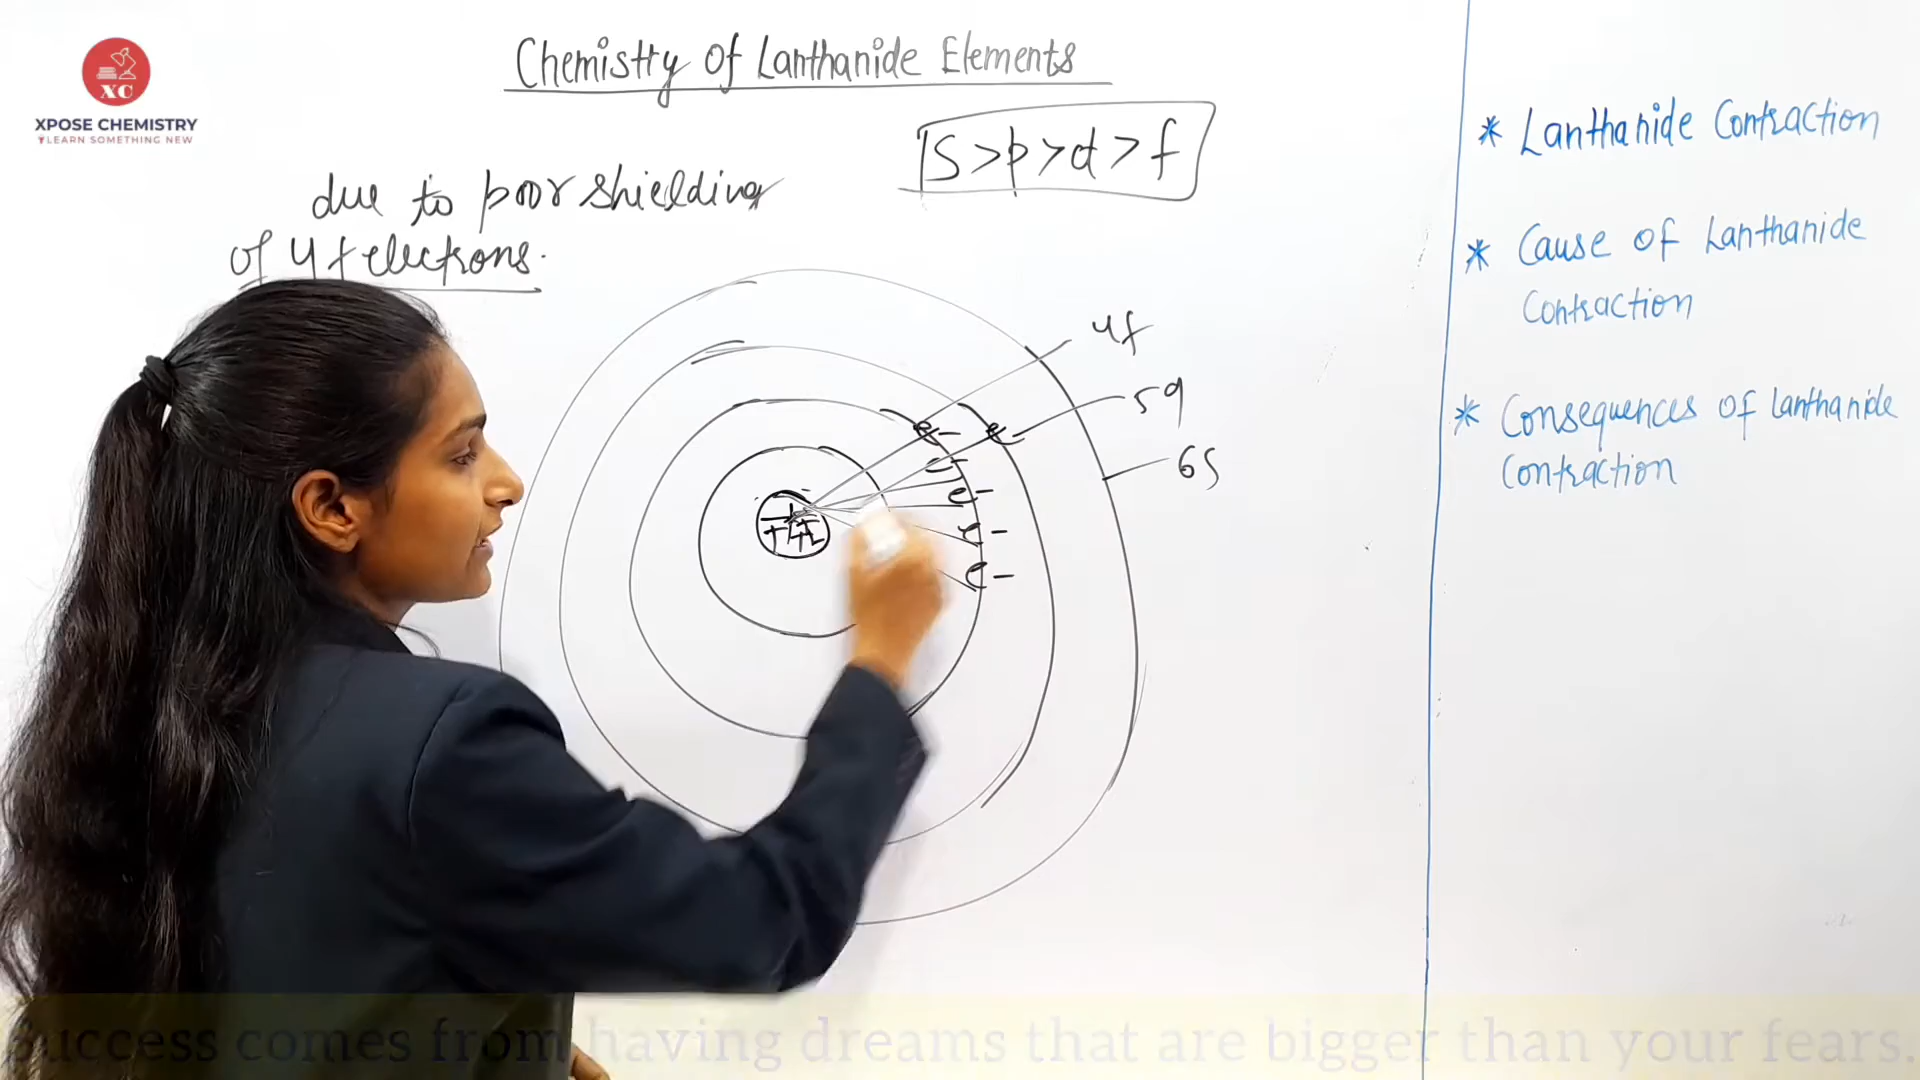 XC
XPOSE CHEMISTRY
LEARN SOMETHING NEW
Chemistry Of Lanthanide Elements
S > p > d > f
due to poor shielding
of 4f electrons.
4f
5d
6s
e-
e-
e-
e-
e-
* Lanthanide Contraction
* Cause of Lanthanide
Contraction
* Consequences of Lanthanide
Contraction
Success comes from having dreams that are bigger than your fears.